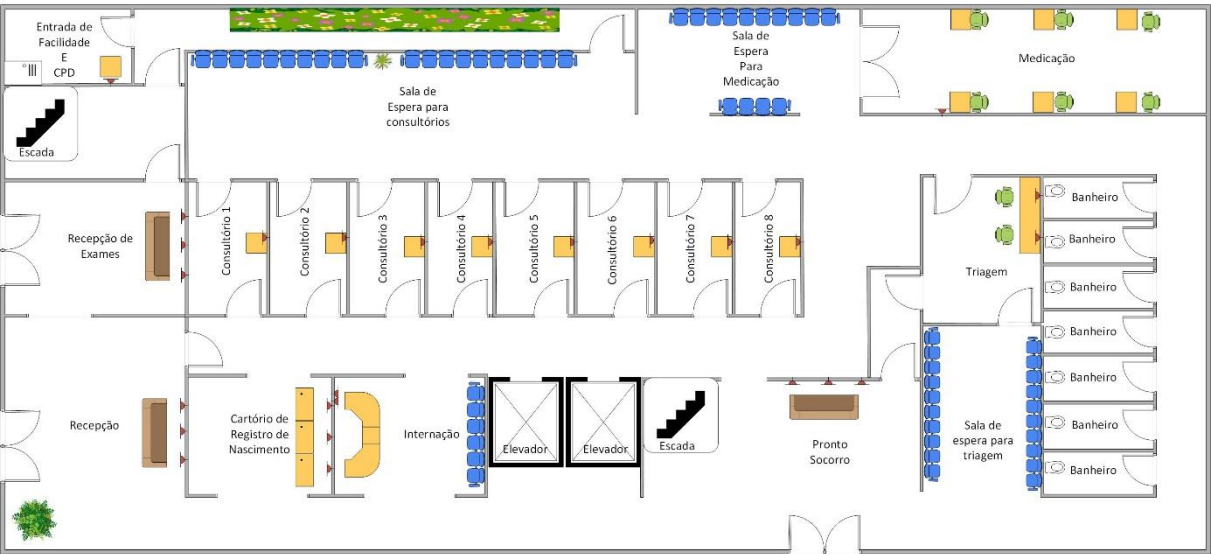 Entrada de
Facilidade
E
CPD
Sala de
Espera para
consultórios
Sala de
Espera
Para
Medicação
Medicação
Escada
Recepção de
Exames
Consultório 1
Consultório 2
Consultório 3
Consultório 4
Consultório 5
Consultório 6
Consultório 7
Consultório 8
Triagem
Banheiro
Banheiro
Banheiro
Banheiro
Banheiro
Banheiro
Banheiro
Recepção
Cartório de
Registro de
Nascimento
Internação
Elevador
Elevador
Escada
Pronto
Socorro
Sala de
espera para
triagem